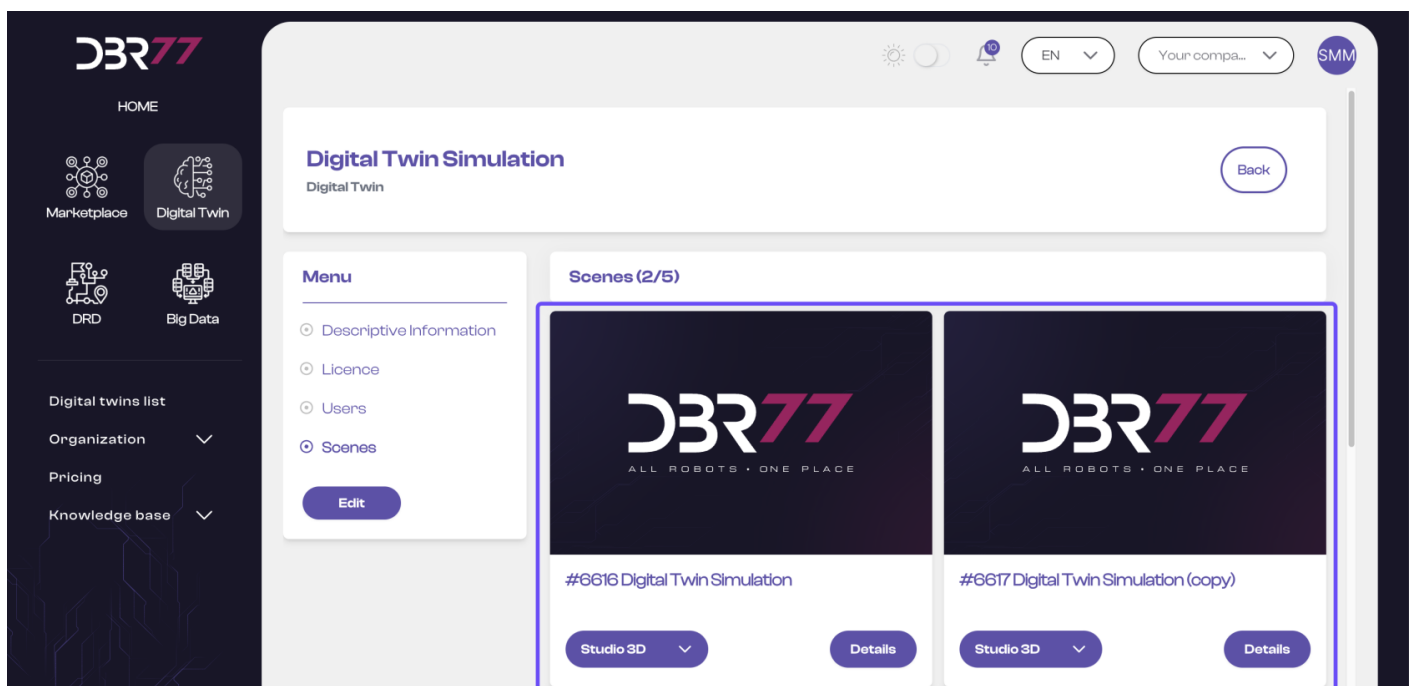 DBR77
10
EN
Your compa...
SMM
HOME
Marketplace
Digital Twin
DRD
Big Data
Digital twins list
Organization
Pricing
Knowledge base
Digital Twin Simulation
Digital Twin
Back
Menu
Descriptive Information
Licence
Users
Scenes
Edit
Scenes (2/5)
DBR77
ALL ROBOTS • ONE PLACE
#6616 Digital Twin Simulation
Studio 3D
Details
DBR77
ALL ROBOTS • ONE PLACE
#6617 Digital Twin Simulation (copy)
Studio 3D
Details